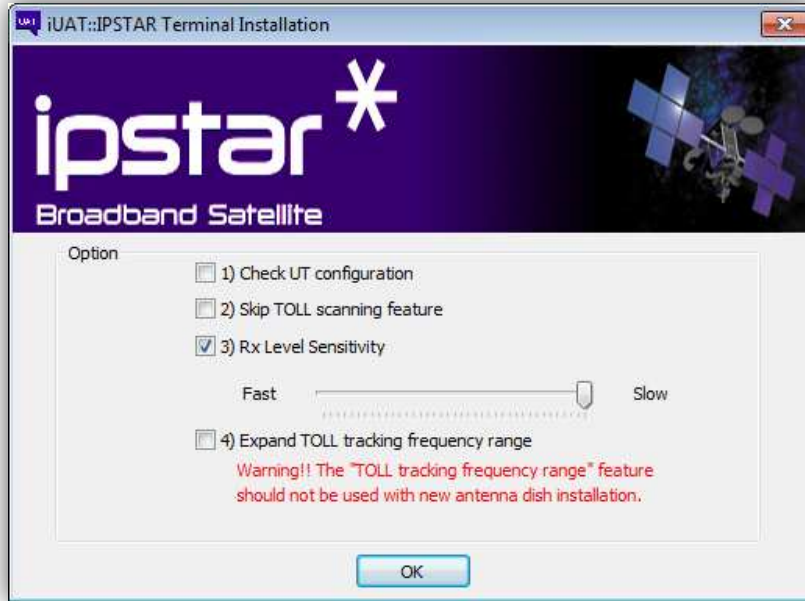 UAT iUAT::IPSTAR Terminal Installation
ipstar*
Broadband Satellite
Option
1) Check UT configuration
2) Skip TOLL scanning feature
3) Rx Level Sensitivity
Fast Slow
4) Expand TOLL tracking frequency range
Warning!! The "TOLL tracking frequency range" feature
should not be used with new antenna dish installation.
OK